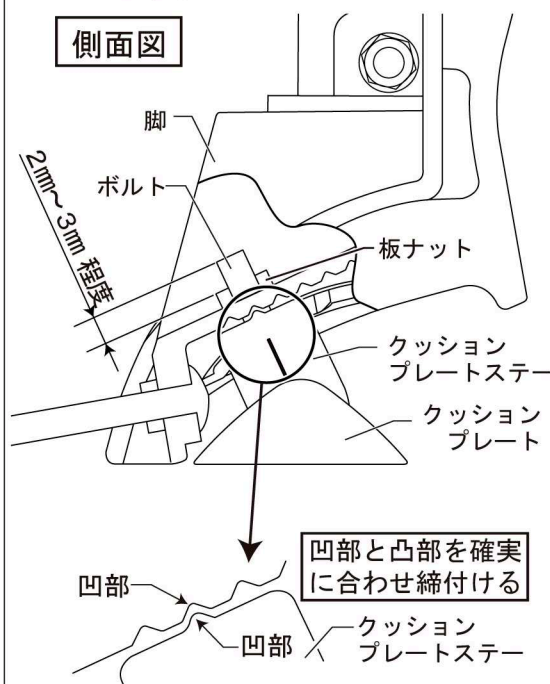 側面図
脚
ボルト
2㎜~3㎜ 程度
板ナット
クッション
プレートステー
クッション
プレート
凹部と凸部を確実
に合わせ締付ける
凹部
凹部
クッション
プレートステー